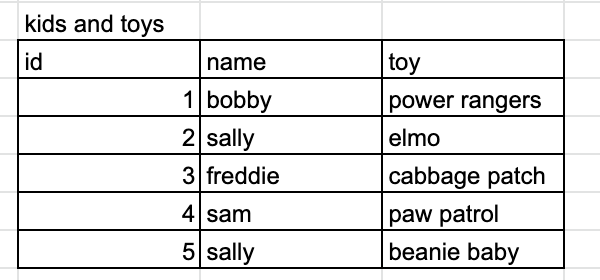 kids and toys
id name toy
1 bobby power rangers
2 sally elmo
3 freddie cabbage patch
4 sam paw patrol
5 sally beanie baby